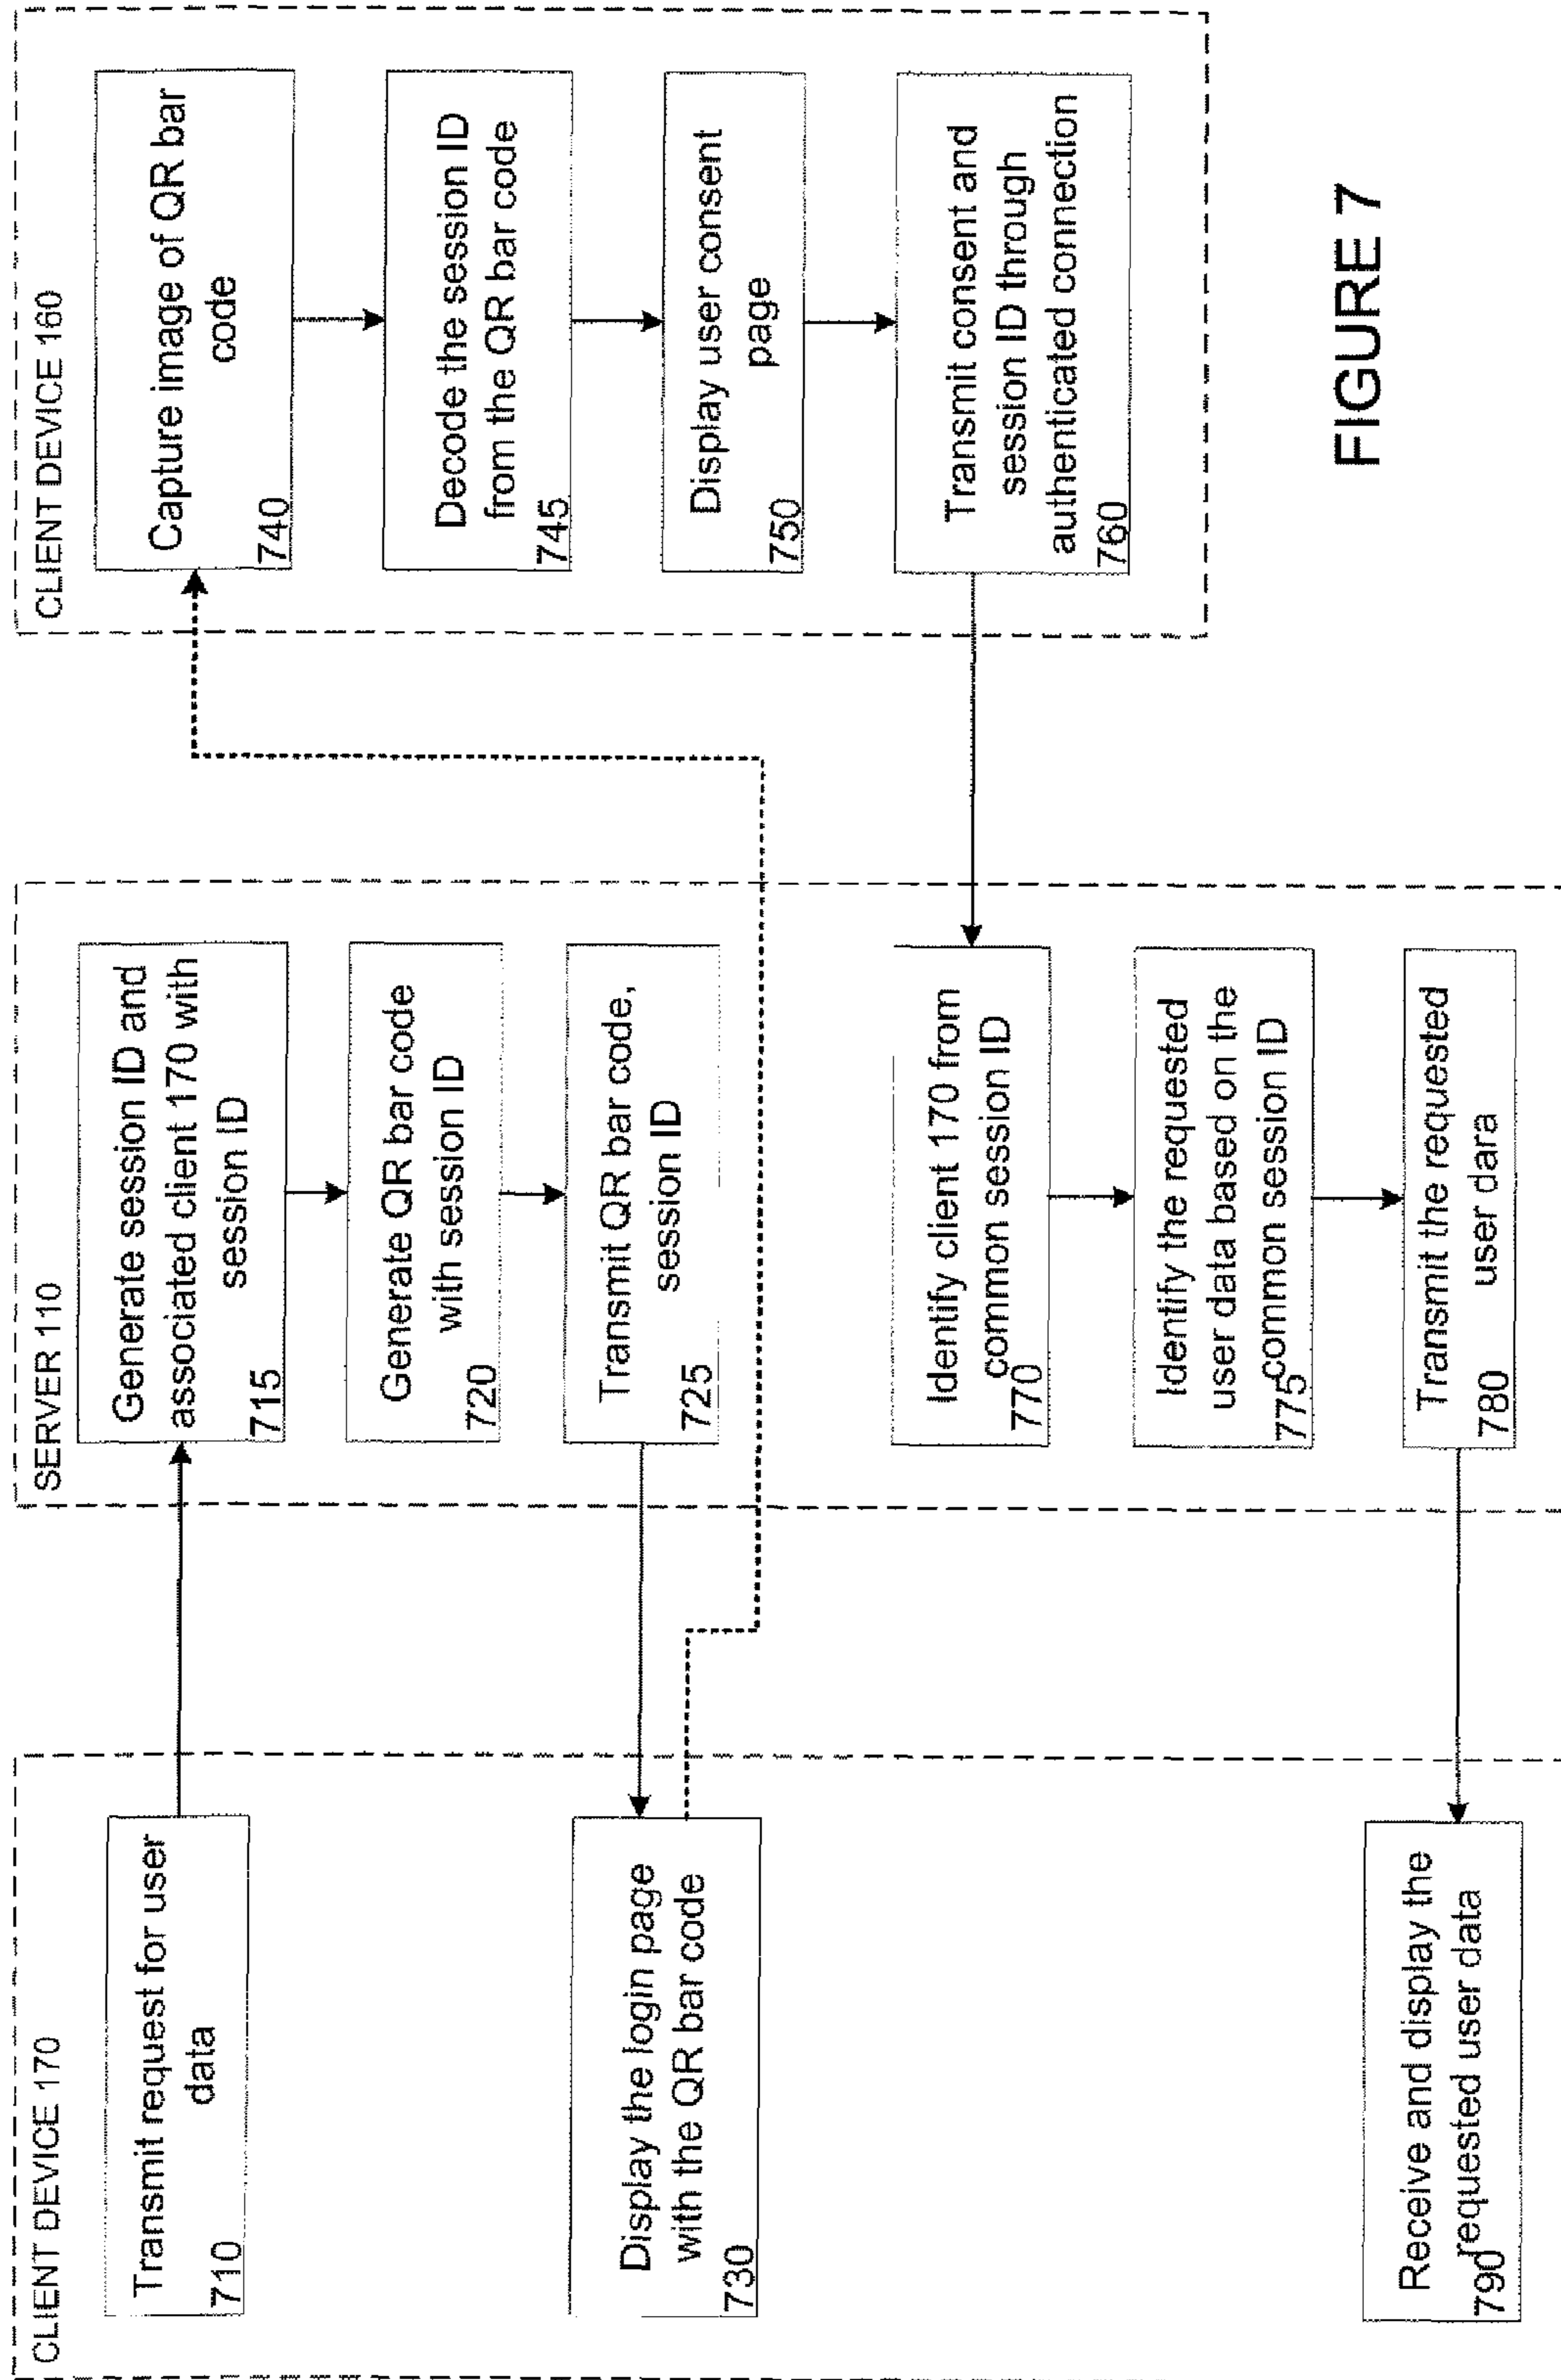 CLIENT DEVICE 170
Transmit request for user
data
710
Display the login page
with the QR bar code
730
Receive and display the
requested user data
790
SERVER 110
Generate session ID and
associated client 170 with
session ID
715
Generate QR bar code
with session ID
720
Transmit QR bar code,
session ID
725
Identify client 170 from
common session ID
770
Identify the requested
user data based on the
common session ID
775
Transmit the requested
user dara
780
CLIENT DEVICE 160
Capture image of QR bar
code
740
Decode the session ID
from the QR bar code
745
Display user consent
page
750
Transmit consent and
session ID through
authenticated connection
760
FIGURE 7